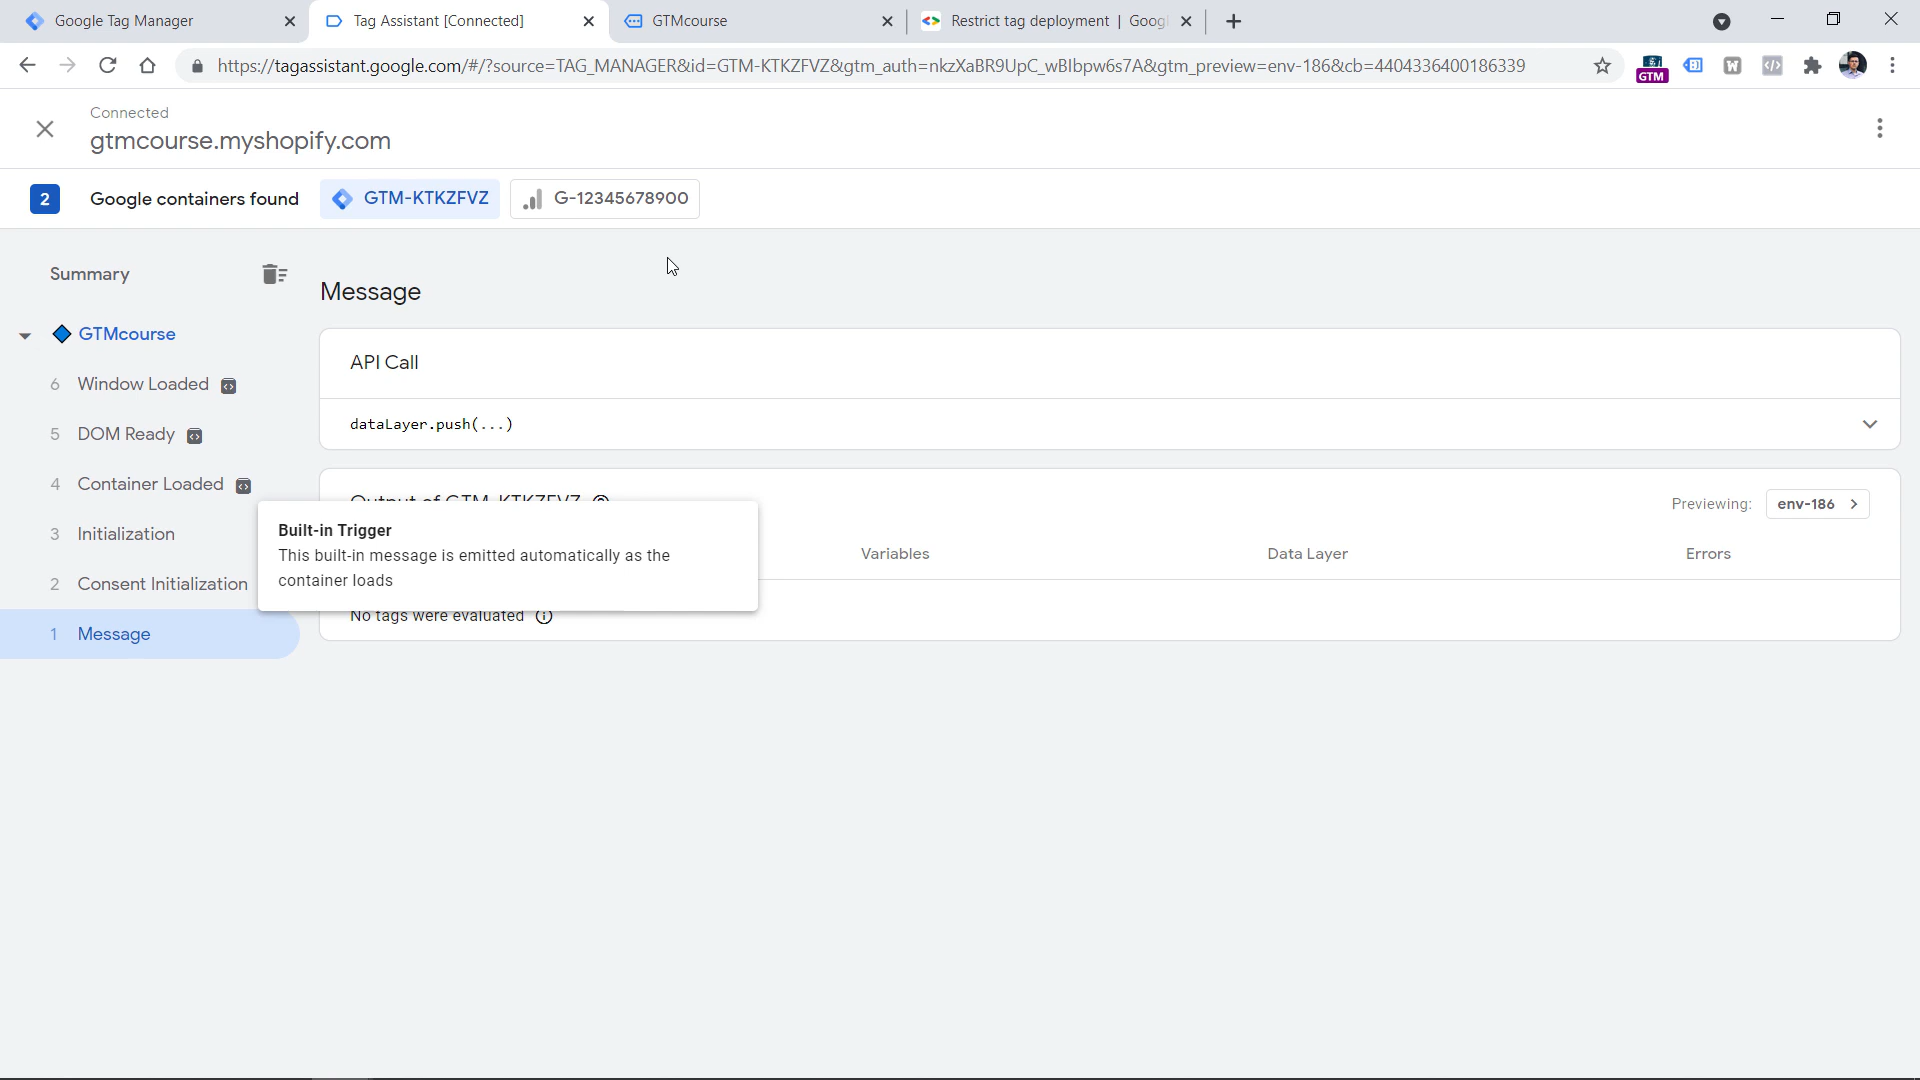 Google Tag Manager
Tag Assistant [Connected]
GTMcourse
Restrict tag deployment | Goog
https://tagassistant.google.com/#/?source=TAG_MANAGER&id=GTM-KTKZFVZ&gtm_auth=nkzXaBR9UpC_wBIbpw6s7A&gtm_preview=env-186&cb=4404336400186339
GTM
Connected
gtmcourse.myshopify.com
2 Google containers found GTM-KTKZFVZ G-12345678900
Summary
GTMcourse
6 Window Loaded
5 DOM Ready
4 Container Loaded
3 Initialization
2 Consent Initialization
1 Message
Message
API Call
dataLayer.push(...)
Output of GTM-KTKZFVZ
Previewing: env-186
Variables Data Layer Errors
Built-in Trigger
This built-in message is emitted automatically as the
container loads
No tags were evaluated